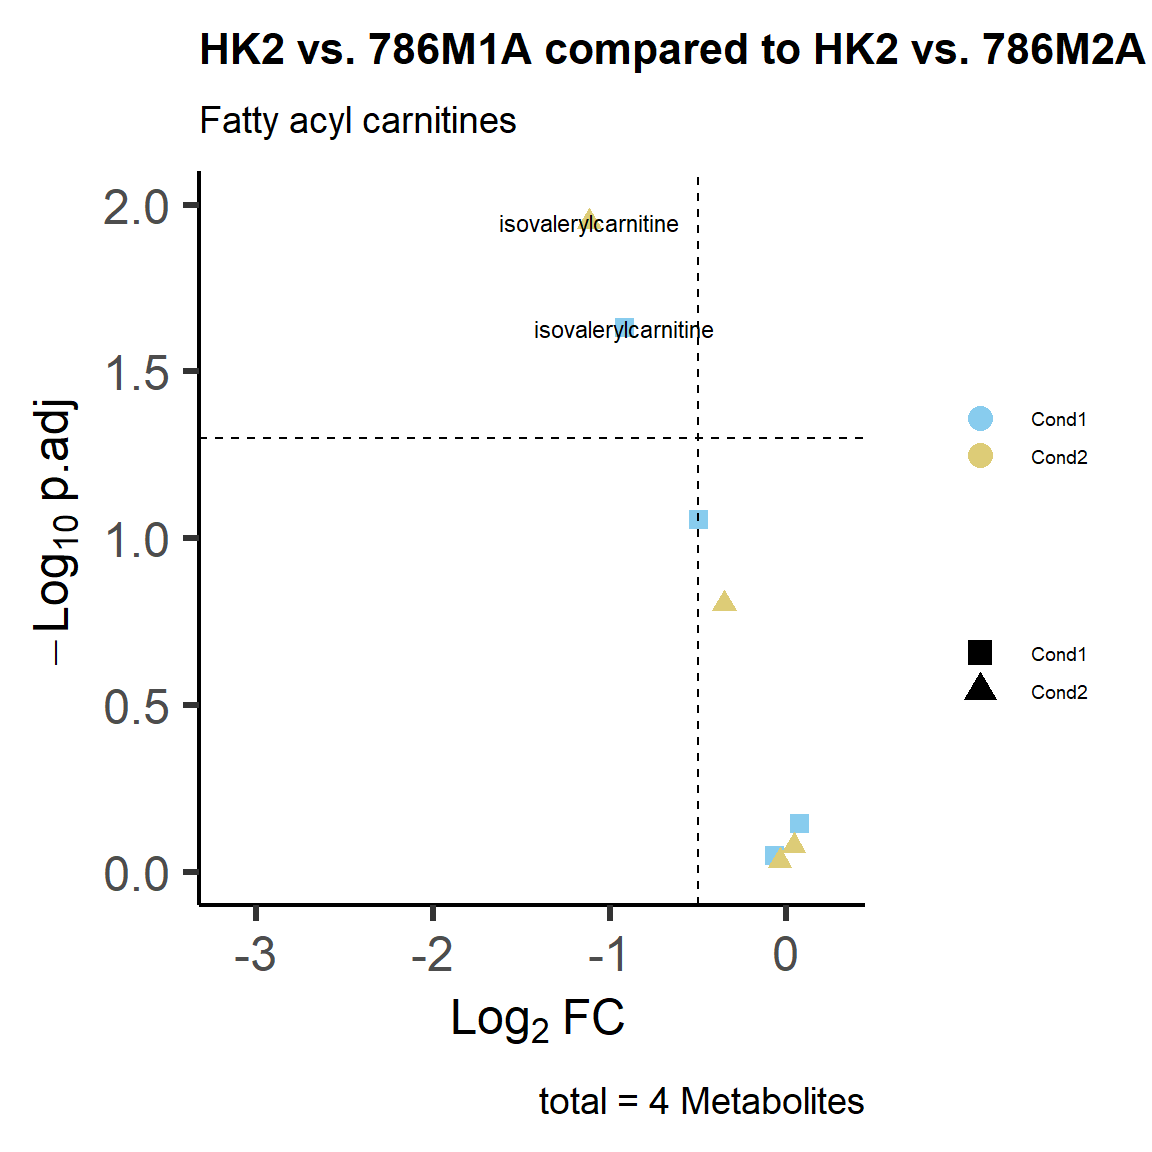 HK2 vs. 786M1A compared to HK2 vs. 786M2A
Fatty acyl carnitines
−Log10 p.adj
2.0
1.5
1.0
0.5
0.0
isovalerylcarnitine
isovalerylcarnitine
Cond1
Cond2
Cond1
Cond2
-3 -2 -1 0
Log2 FC
total = 4 Metabolites